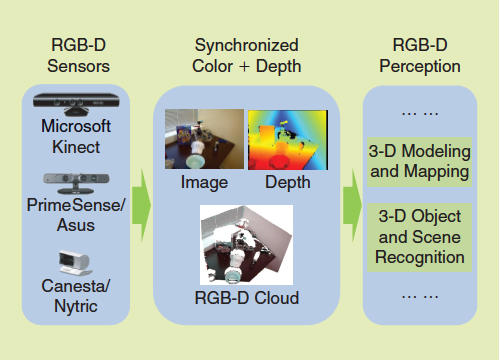 RGB-D
Sensors
Microsoft
Kinect
PrimeSense/
Asus
Canesta/
Nytric
Synchronized
Color + Depth
Image
Depth
RGB-D Cloud
RGB-D
Perception
... ...
3-D Modeling
and Mapping
3-D Object
and Scene
Recognition
... ...